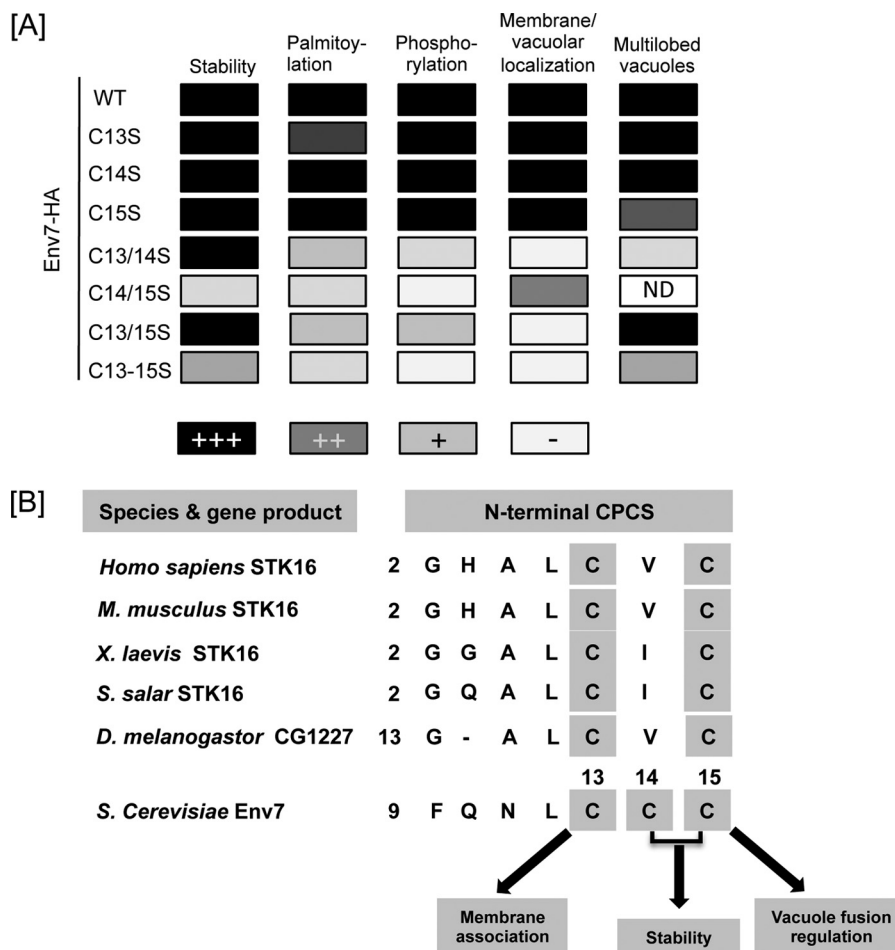 [A]
Stability
Palmitoy-
lation
Phospho-
rylation
Membrane/
vacuolar
localization
Multilobed
vacuoles
Env7-HA
WT
C13S
C14S
C15S
C13/14S
C14/15S ND
C13/15S
C13-15S
+++ ++ + -
[B]
Species & gene product N-terminal CPCS
Homo sapiens STK16 2 G H A L C V C
M. musculus STK16 2 G H A L C V C
X. laevis STK16 2 G G A L C I C
S. salar STK16 2 G Q A L C I C
D. melanogastor CG1227 13 G - A L C V C
13 14 15
S. Cerevisiae Env7 9 F Q N L C C C
Membrane
association
Stability
Vacuole fusion
regulation